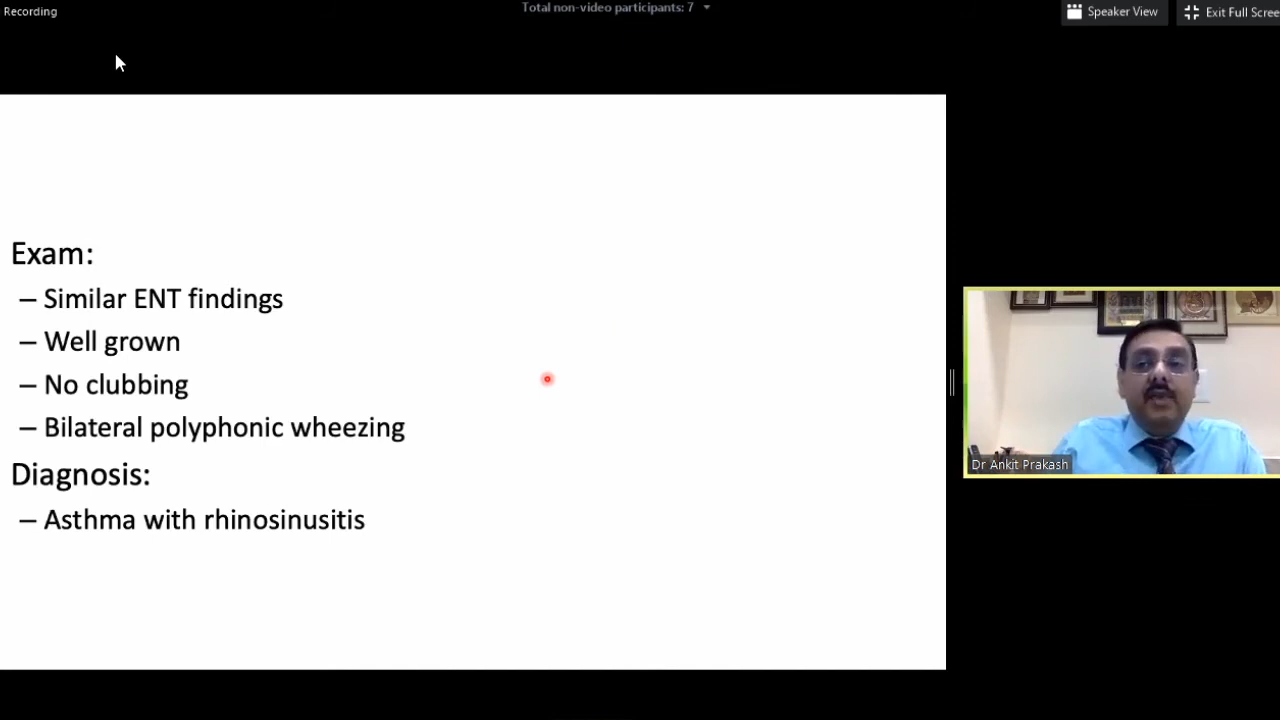 Recording
Total non-video participants: 7
Speaker View
Exit Full Scree
Exam:
– Similar ENT findings
– Well grown
– No clubbing
– Bilateral polyphonic wheezing
Diagnosis:
– Asthma with rhinosinusitis
Dr Ankit Prakash